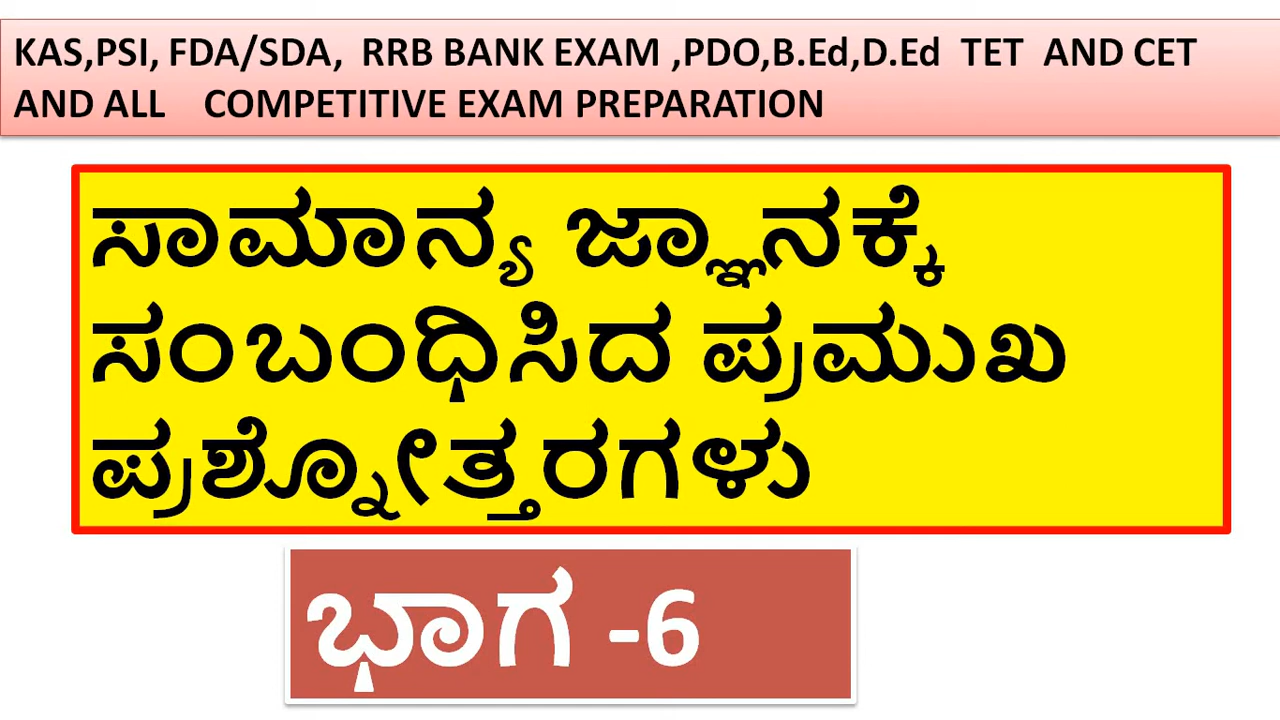 KAS,PSI, FDA/SDA, RRB BANK EXAM ,PDO,B.Ed,D.Ed TET AND CET
AND ALL COMPETITIVE EXAM PREPARATION
ಸಾಮಾನ್ಯ ಜ್ಞಾನಕ್ಕೆ
ಸಂಬಂಧಿಸಿದ ಪ್ರಮುಖ
ಪ್ರಶ್ನೋತ್ತರಗಳು
ಭಾಗ -6